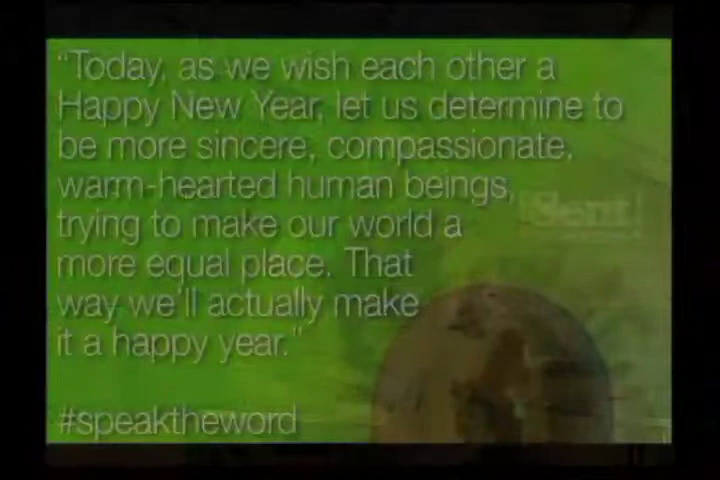 “Today, as we wish each other a
Happy New Year, let us determine to
be more sincere, compassionate,
warm-hearted human beings,
trying to make our world a
more equal place. That
way we’ll actually make
it a happy year.”
#speaktheword